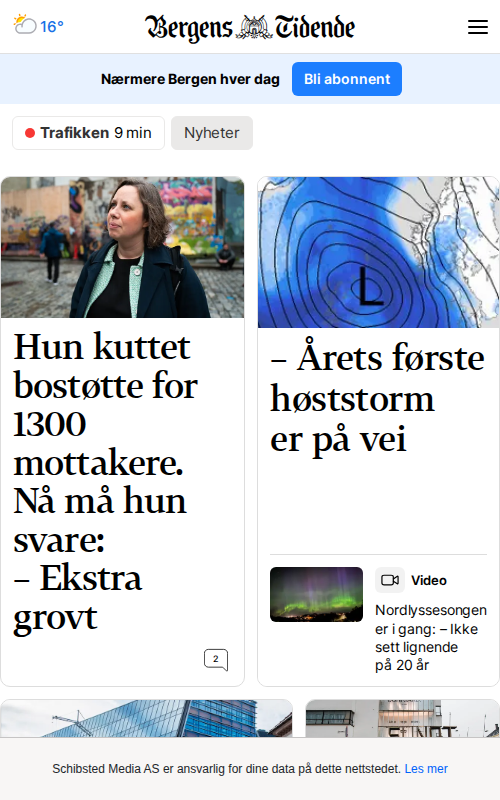 16°
Bergens Tidende
Nærmere Bergen hver dag
Bli abonnent
Trafikken 9 min
Nyheter
Hun kuttet
bostøtte for
1300
mottakere.
Nå må hun
svare:
– Ekstra
grovt
2
L
– Årets første
høststorm
er på vei
Video
Nordlyssesongen
er i gang: – Ikke
sett lignende
på 20 år
Schibsted Media AS er ansvarlig for dine data på dette nettstedet. Les mer